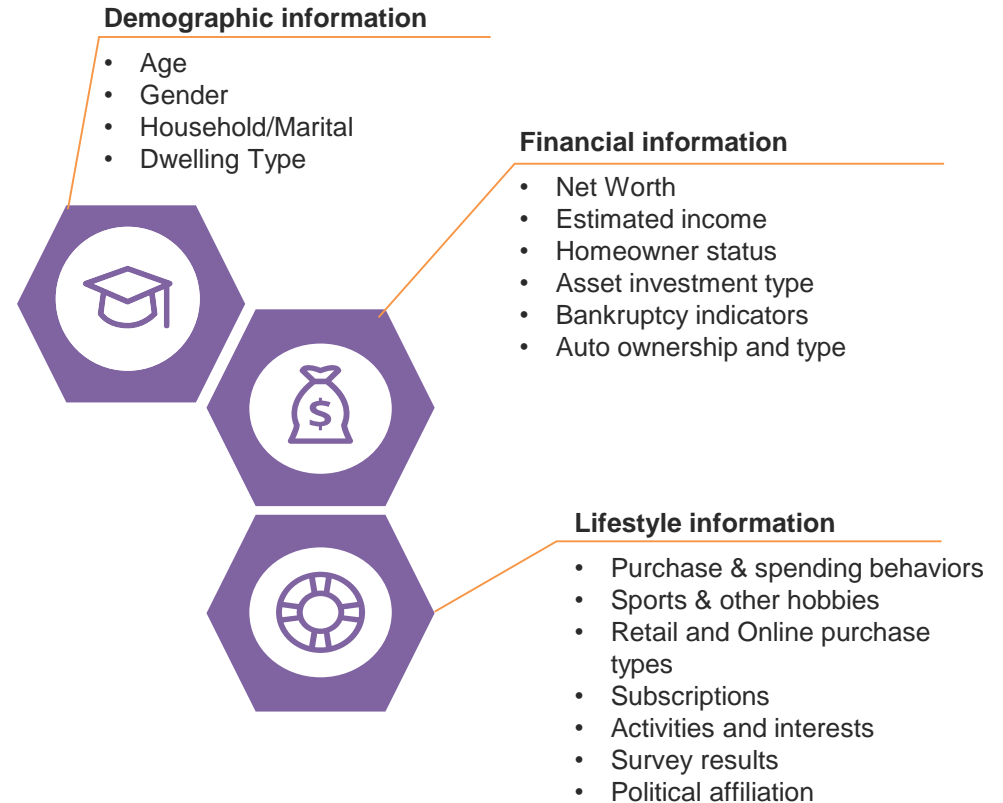 Demographic information
• Age
• Gender
• Household/Marital
• Dwelling Type
Financial information
• Net Worth
• Estimated income
• Homeowner status
• Asset investment type
• Bankruptcy indicators
• Auto ownership and type
$
Lifestyle information
• Purchase & spending behaviors
• Sports & other hobbies
• Retail and Online purchase
types
• Subscriptions
• Activities and interests
• Survey results
• Political affiliation